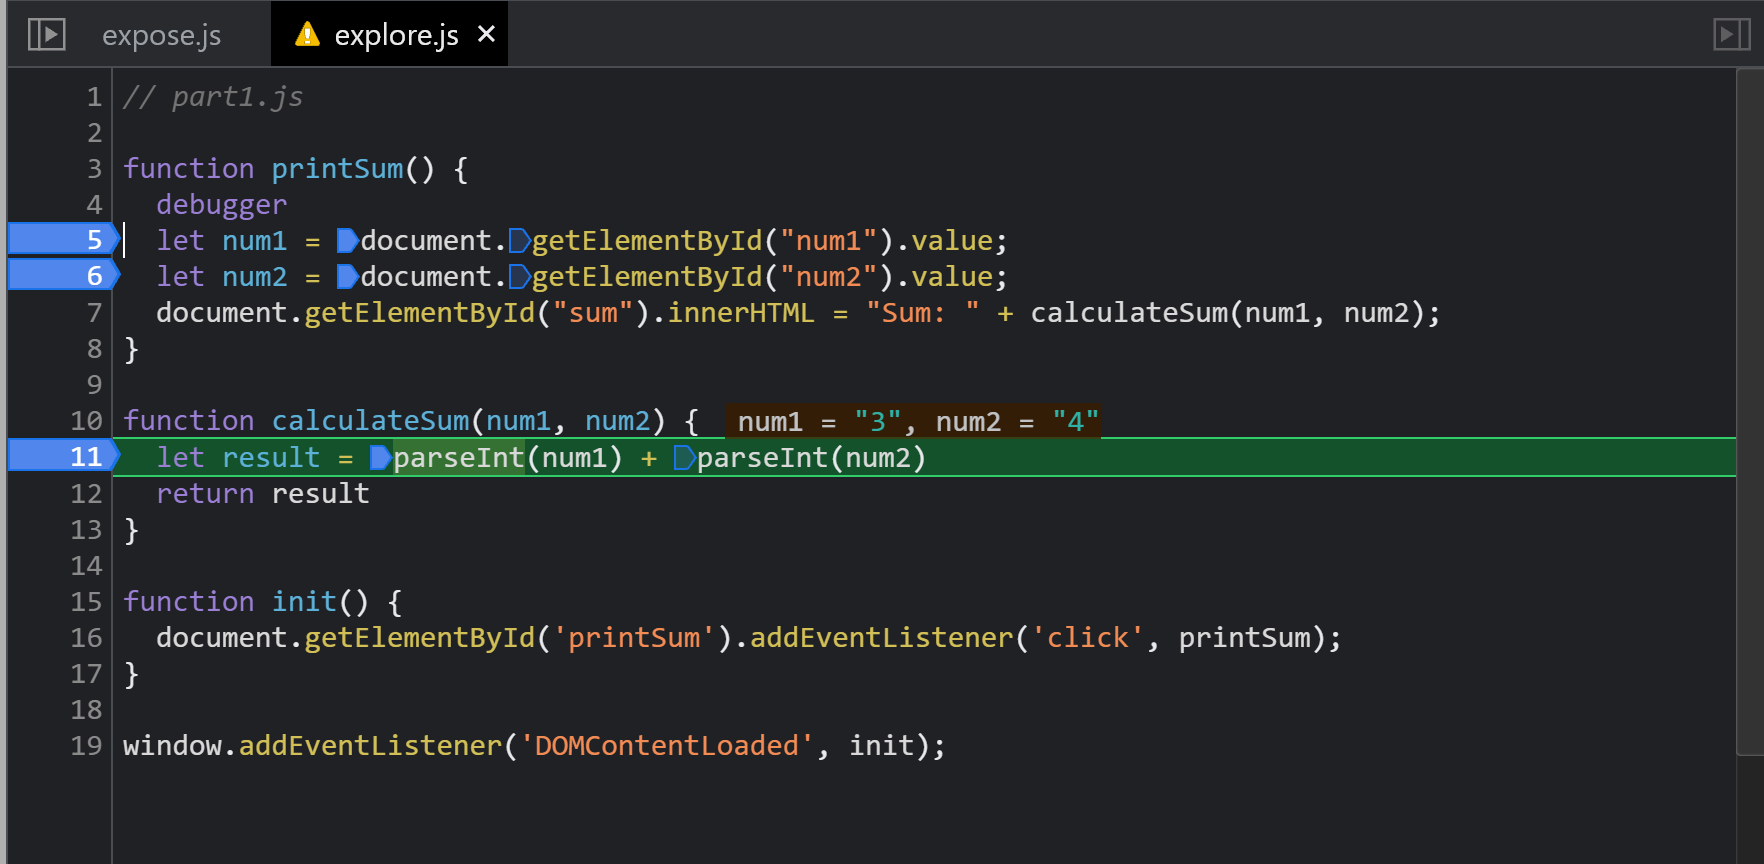 expose.js explore.js
1 // part1.js
2
3 function printSum() {
4   debugger
5   let num1 = document.getElementById("num1").value;
6   let num2 = document.getElementById("num2").value;
7   document.getElementById("sum").innerHTML = "Sum: " + calculateSum(num1, num2);
8 }
9
10 function calculateSum(num1, num2) { num1 = "3", num2 = "4"
11   let result = parseInt(num1) + parseInt(num2)
12   return result
13 }
14
15 function init() {
16   document.getElementById('printSum').addEventListener('click', printSum);
17 }
18
19 window.addEventListener('DOMContentLoaded', init);